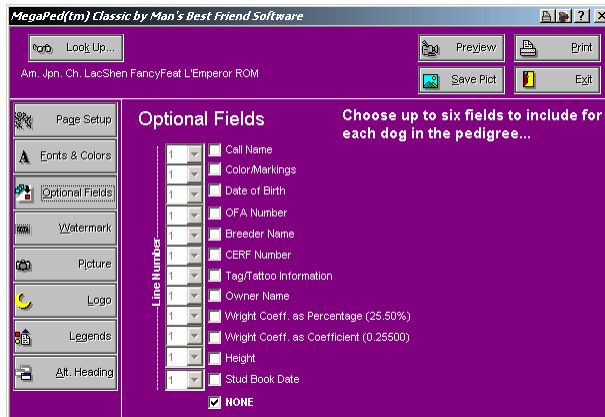 MegaPed(tm) Classic by Man's Best Friend Software
Look Up...
Preview
Print
Am. Jpn. Ch. LacShen FancyFeat L'Emperor ROM
Save Pict
Exit
Page Setup
Fonts & Colors
Optional Fields
Watermark
Picture
Logo
Legends
Alt. Heading
Optional Fields
Choose up to six fields to include for
each dog in the pedigree...
Line Number
1 Call Name
1 Color/Markings
1 Date of Birth
1 OFA Number
1 Breeder Name
1 CERF Number
1 Tag/Tattoo Information
1 Owner Name
1 Wright Coeff. as Percentage (25.50%)
1 Wright Coeff. as Coefficient (0.25500)
1 Height
1 Stud Book Date
NONE